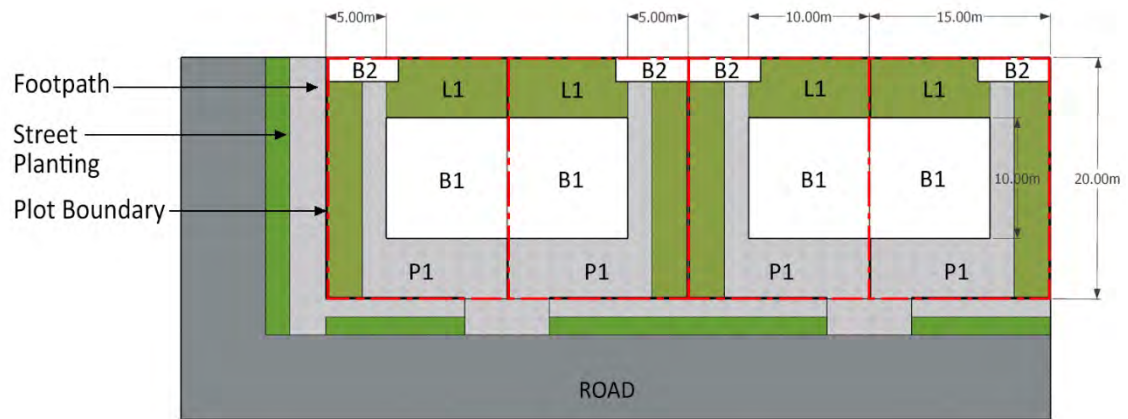 5.00m
5.00m
10.00m
15.00m
B2
B2
B2
B2
Footpath
L1
L1
L1
L1
Street
Planting
B1
B1
B1
B1
10.00m
20.00m
Plot Boundary
P1
P1
P1
P1
ROAD